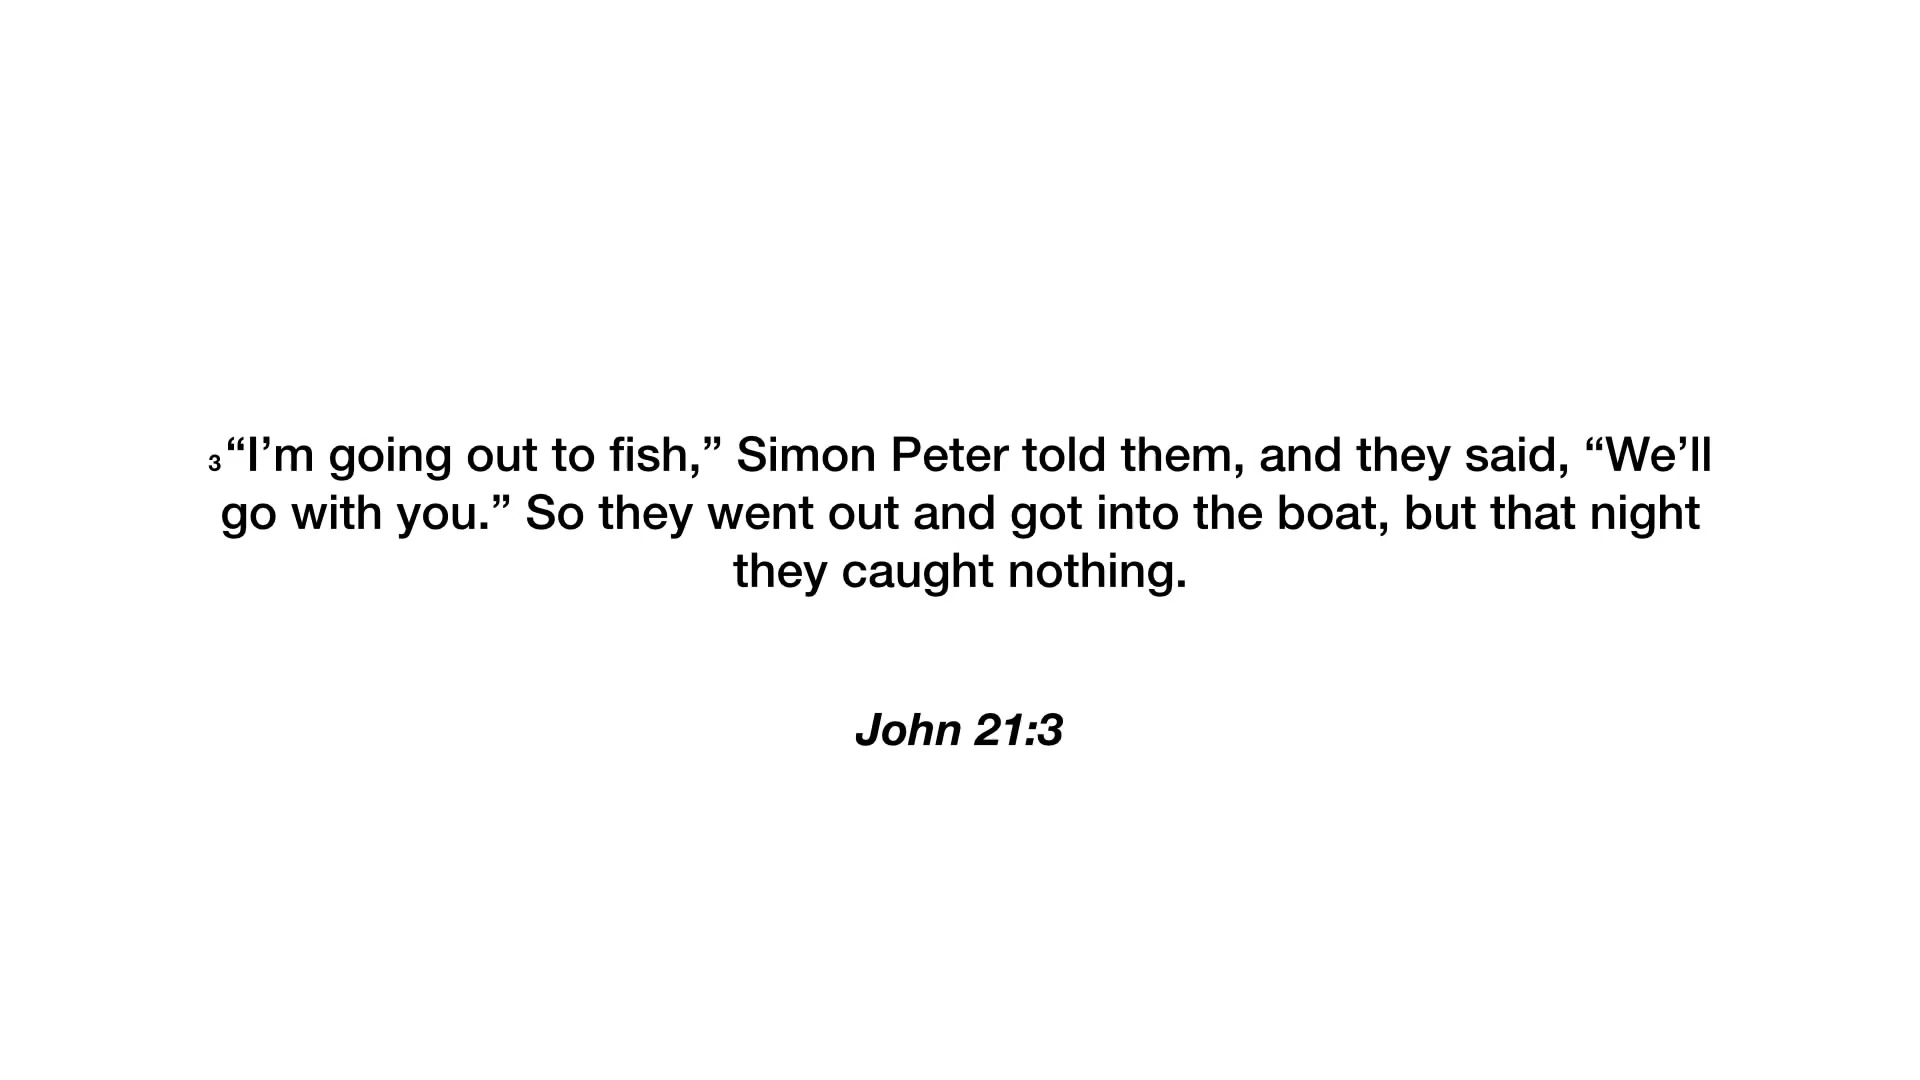 3“I’m going out to fish,” Simon Peter told them, and they said, “We’ll
go with you.” So they went out and got into the boat, but that night
they caught nothing.
John 21:3